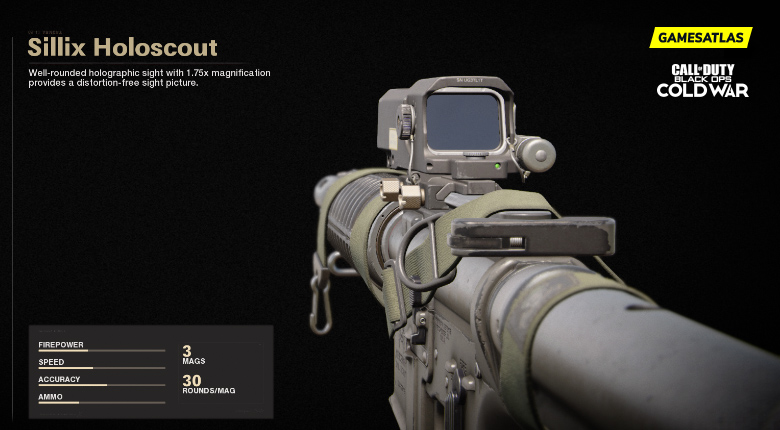 Sillix Holoscout
Well-rounded holographic sight with 1.75x magnification
provides a distortion-free sight picture.
GAMESATLAS
CALL OF DUTY
BLACK OPS
COLD WAR
FIREPOWER
SPEED
ACCURACY
AMMO
3
MAGS
30
ROUNDS/MAG